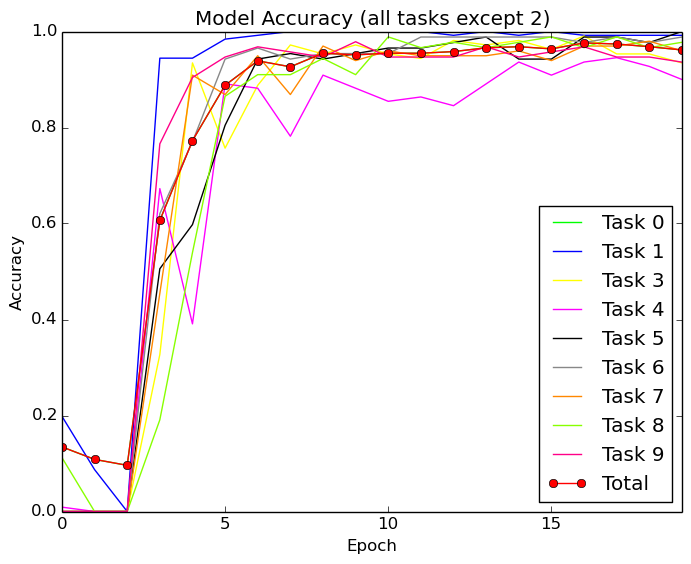 Model Accuracy (all tasks except 2)
1.0
0.8
0.6
0.4
0.2
0.0
Accuracy
0
5
10
15
Epoch
Task 0
Task 1
Task 3
Task 4
Task 5
Task 6
Task 7
Task 8
Task 9
Total